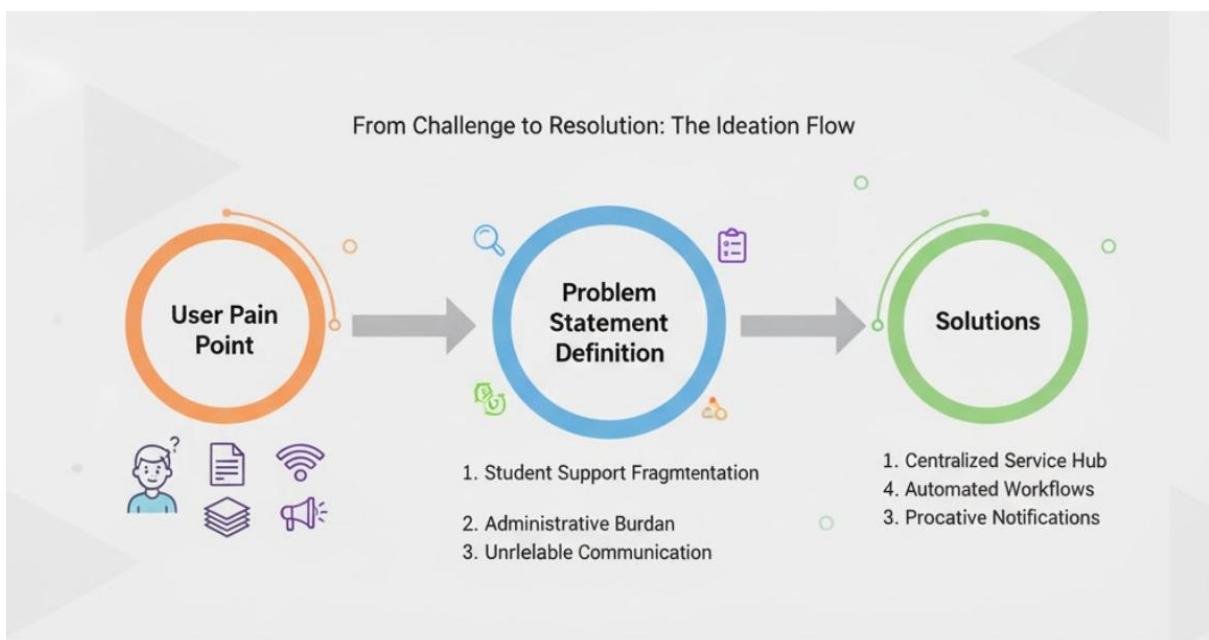 From Challenge to Resolution: The Ideation Flow
User Pain
Point
Problem
Statement
Definition
Solutions
?
1. Student Support Fragmtentation
2. Administrative Burdan
3. Unrlelable Communication
1. Centralized Service Hub
4. Automated Workflows
3. Procative Notifications